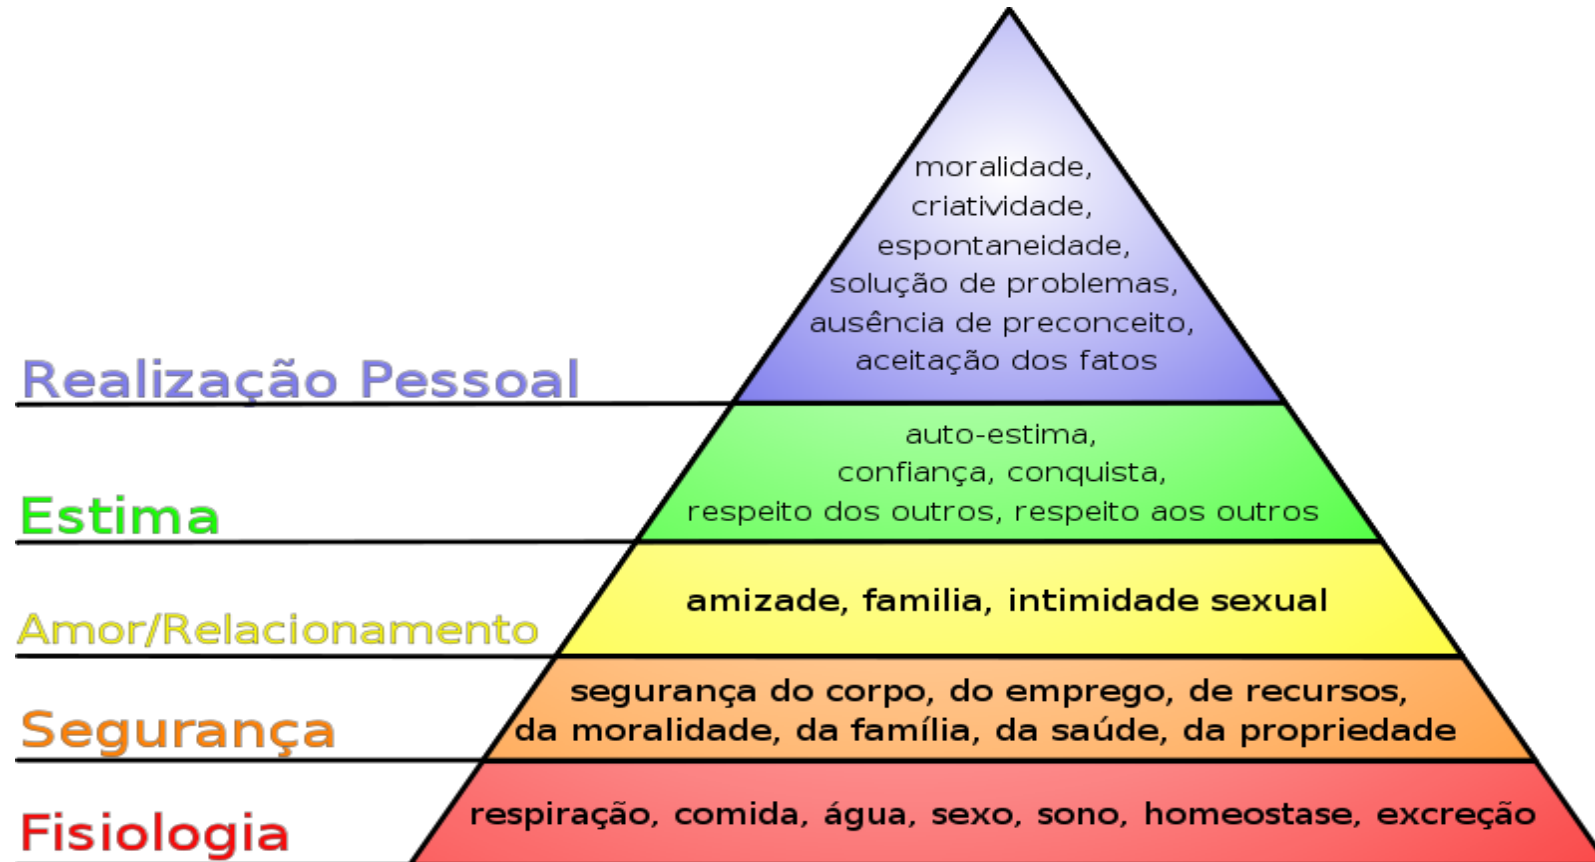 moralidade,
criatividade,
espontaneidade,
solução de problemas,
ausência de preconceito,
aceitação dos fatos
Realização Pessoal
auto-estima,
confiança, conquista,
respeito dos outros, respeito aos outros
Estima
amizade, familia, intimidade sexual
Amor/Relacionamento
segurança do corpo, do emprego, de recursos,
da moralidade, da família, da saúde, da propriedade
Segurança
respiração, comida, água, sexo, sono, homeostase, excreção
Fisiologia